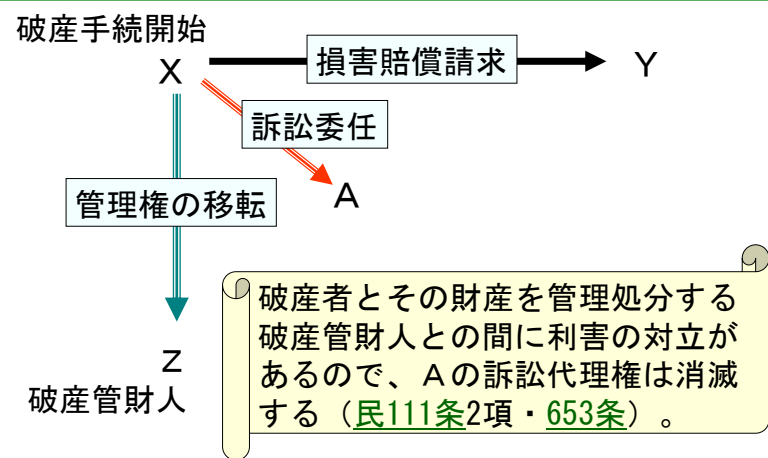 破産手続開始
X
損害賠償請求
Y
訴訟委任
A
管理権の移転
Z
破産管財人
破産者とその財産を管理処分する
破産管財人との間に利害の対立が
あるので、Aの訴訟代理権は消滅
する(民111条2項・653条)。